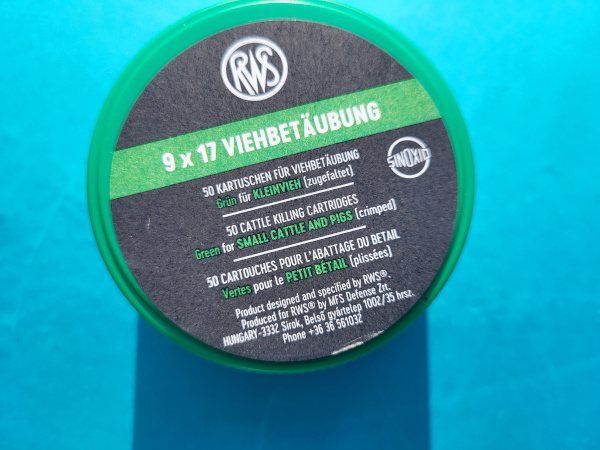 RWS
9 x 17 VIEHBETÄUBUNG
SINOXID
50 KARTUSCHEN FÜR VIEHBETÄUBUNG
Grün für KLEINVIEH (zugefaltet)
50 CATTLE KILLING CARTRIDGES
Green for SMALL CATTLE AND PIGS (crimped)
50 CARTOUCHES POUR L'ABATTAGE DU BETAIL
Vertes pour le PETIT BÉTAIL (plissées)
Product designed and specified by RWS®.
Produced for RWS® by MFS Defense Zrt.
HUNGARY-3332 Sirok, Belső gyártelep 1002/35 hrsz.
Phone +36 36 561032